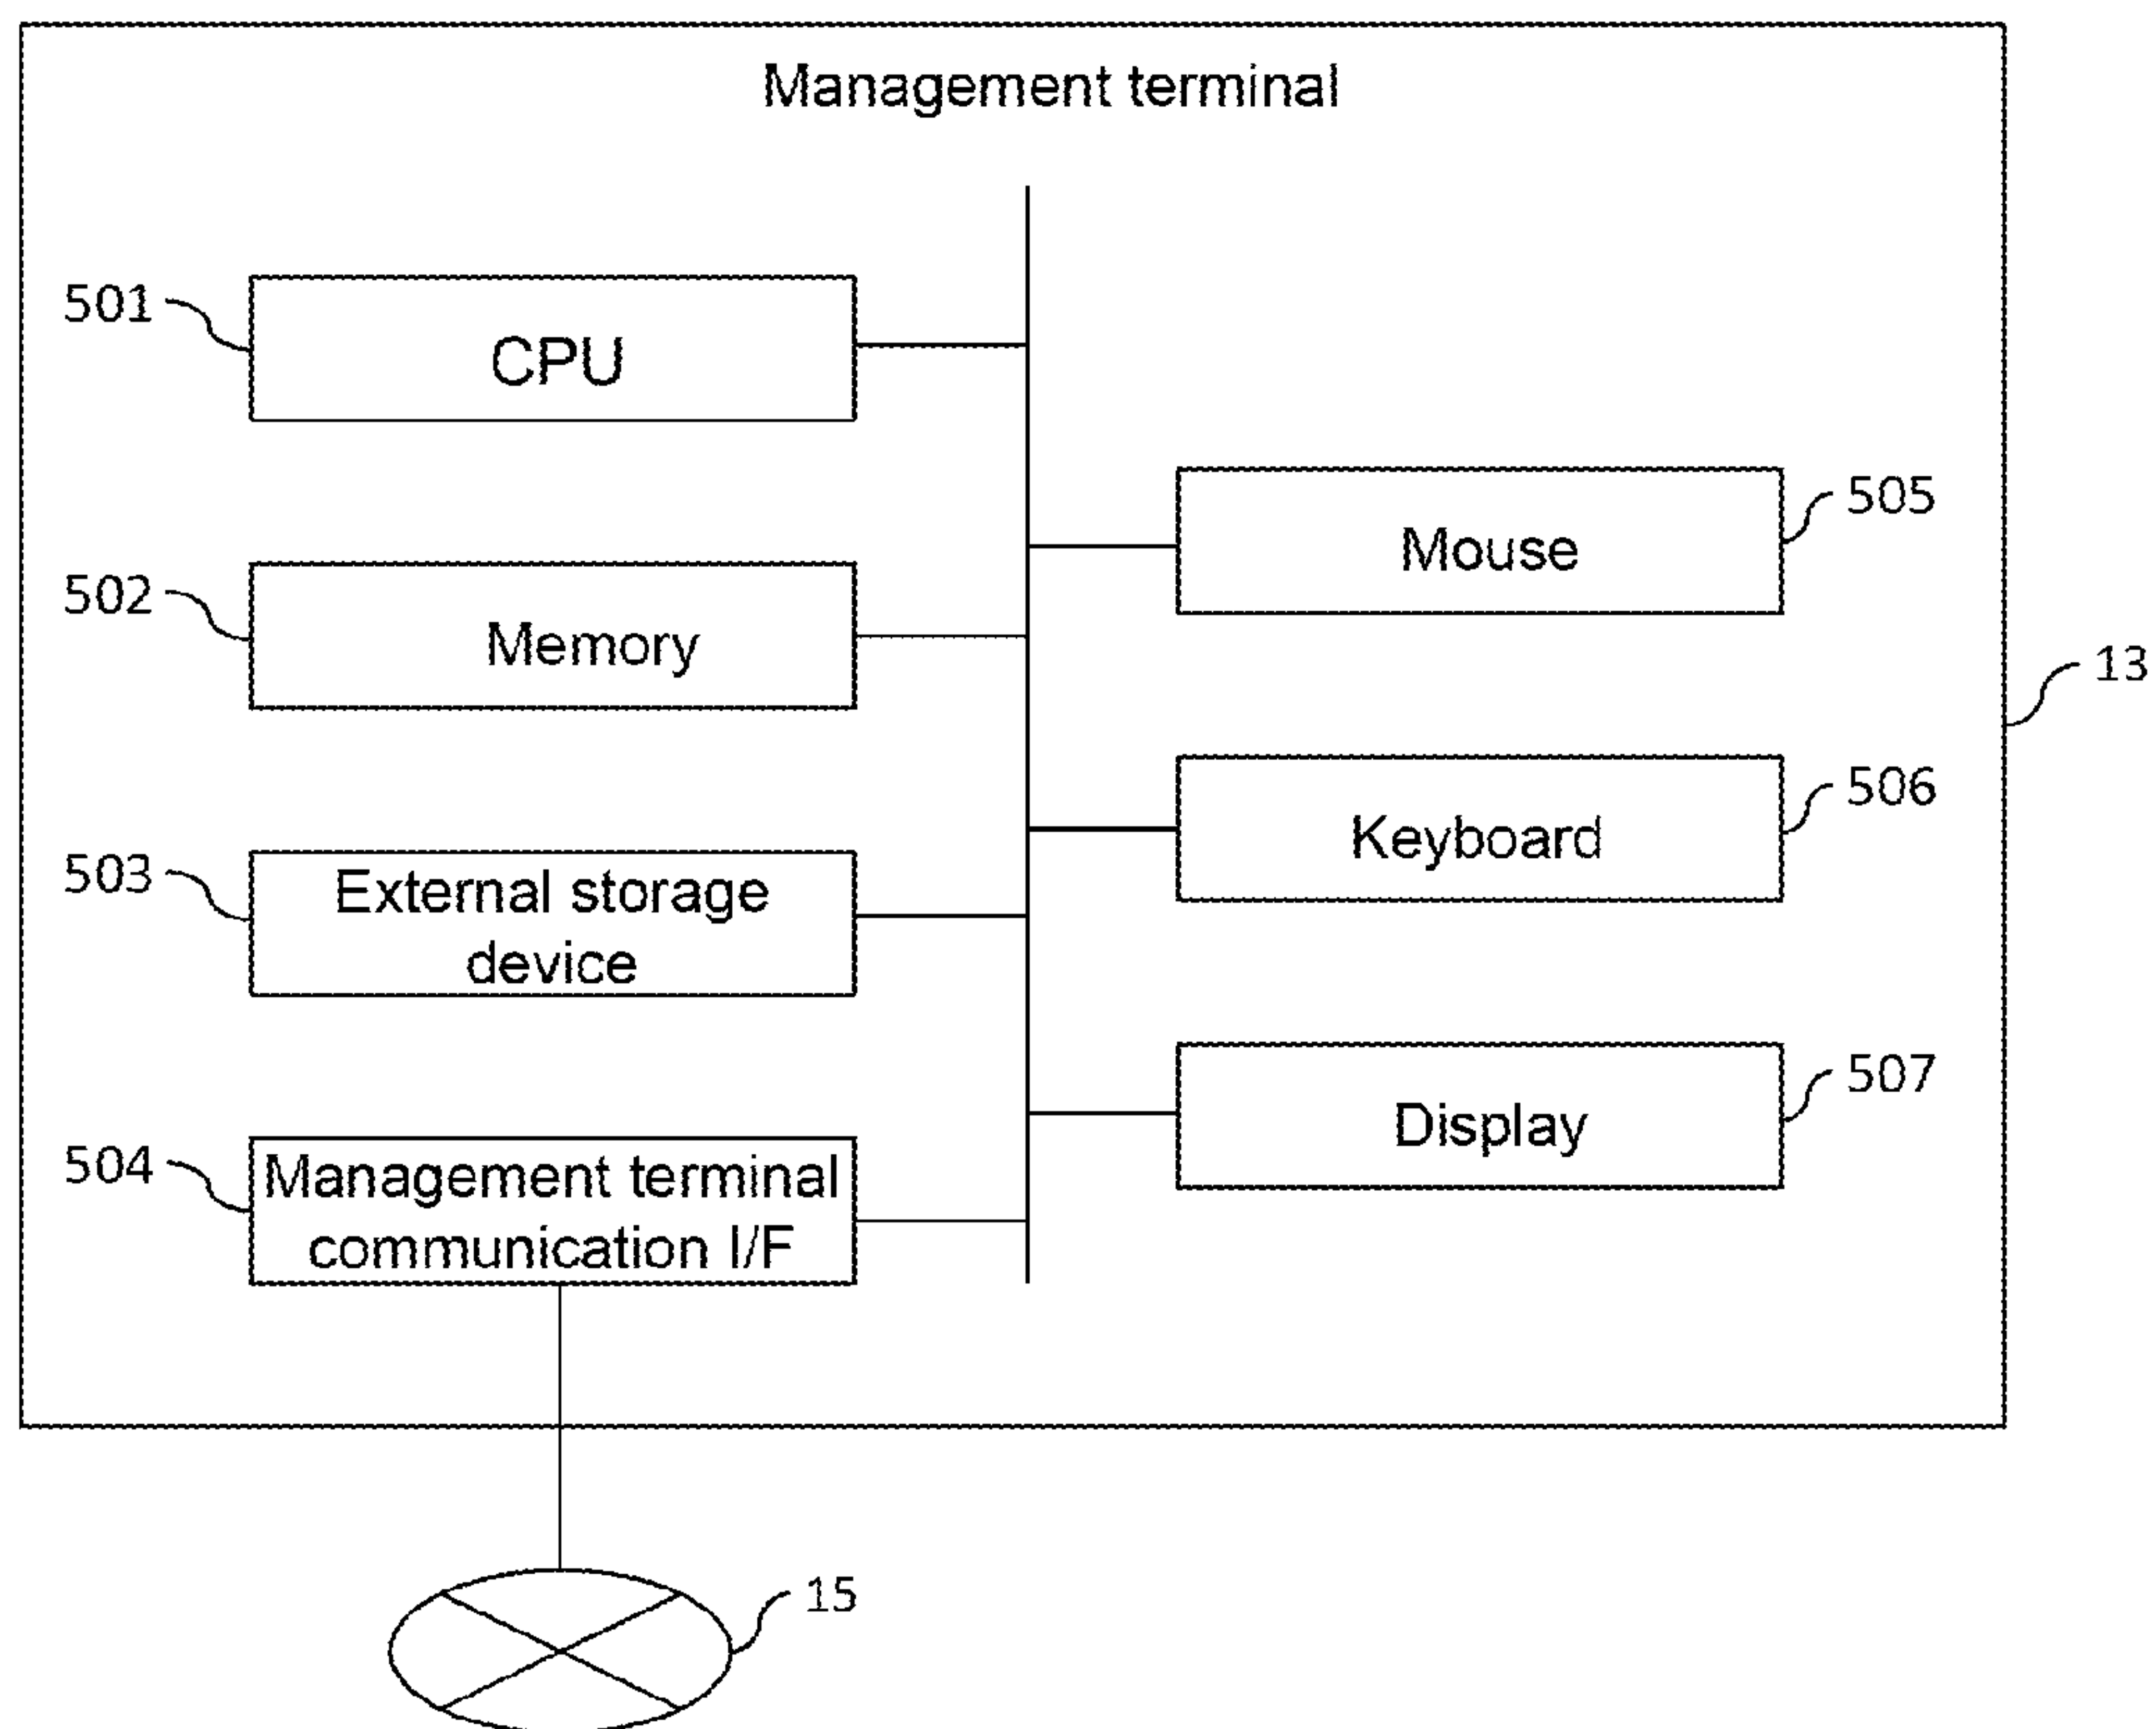 Management terminal
501
CPU
505
Mouse
502
Memory
13
506
Keyboard
503
External storage
device
507
Display
504
Management terminal
communication I/F
15